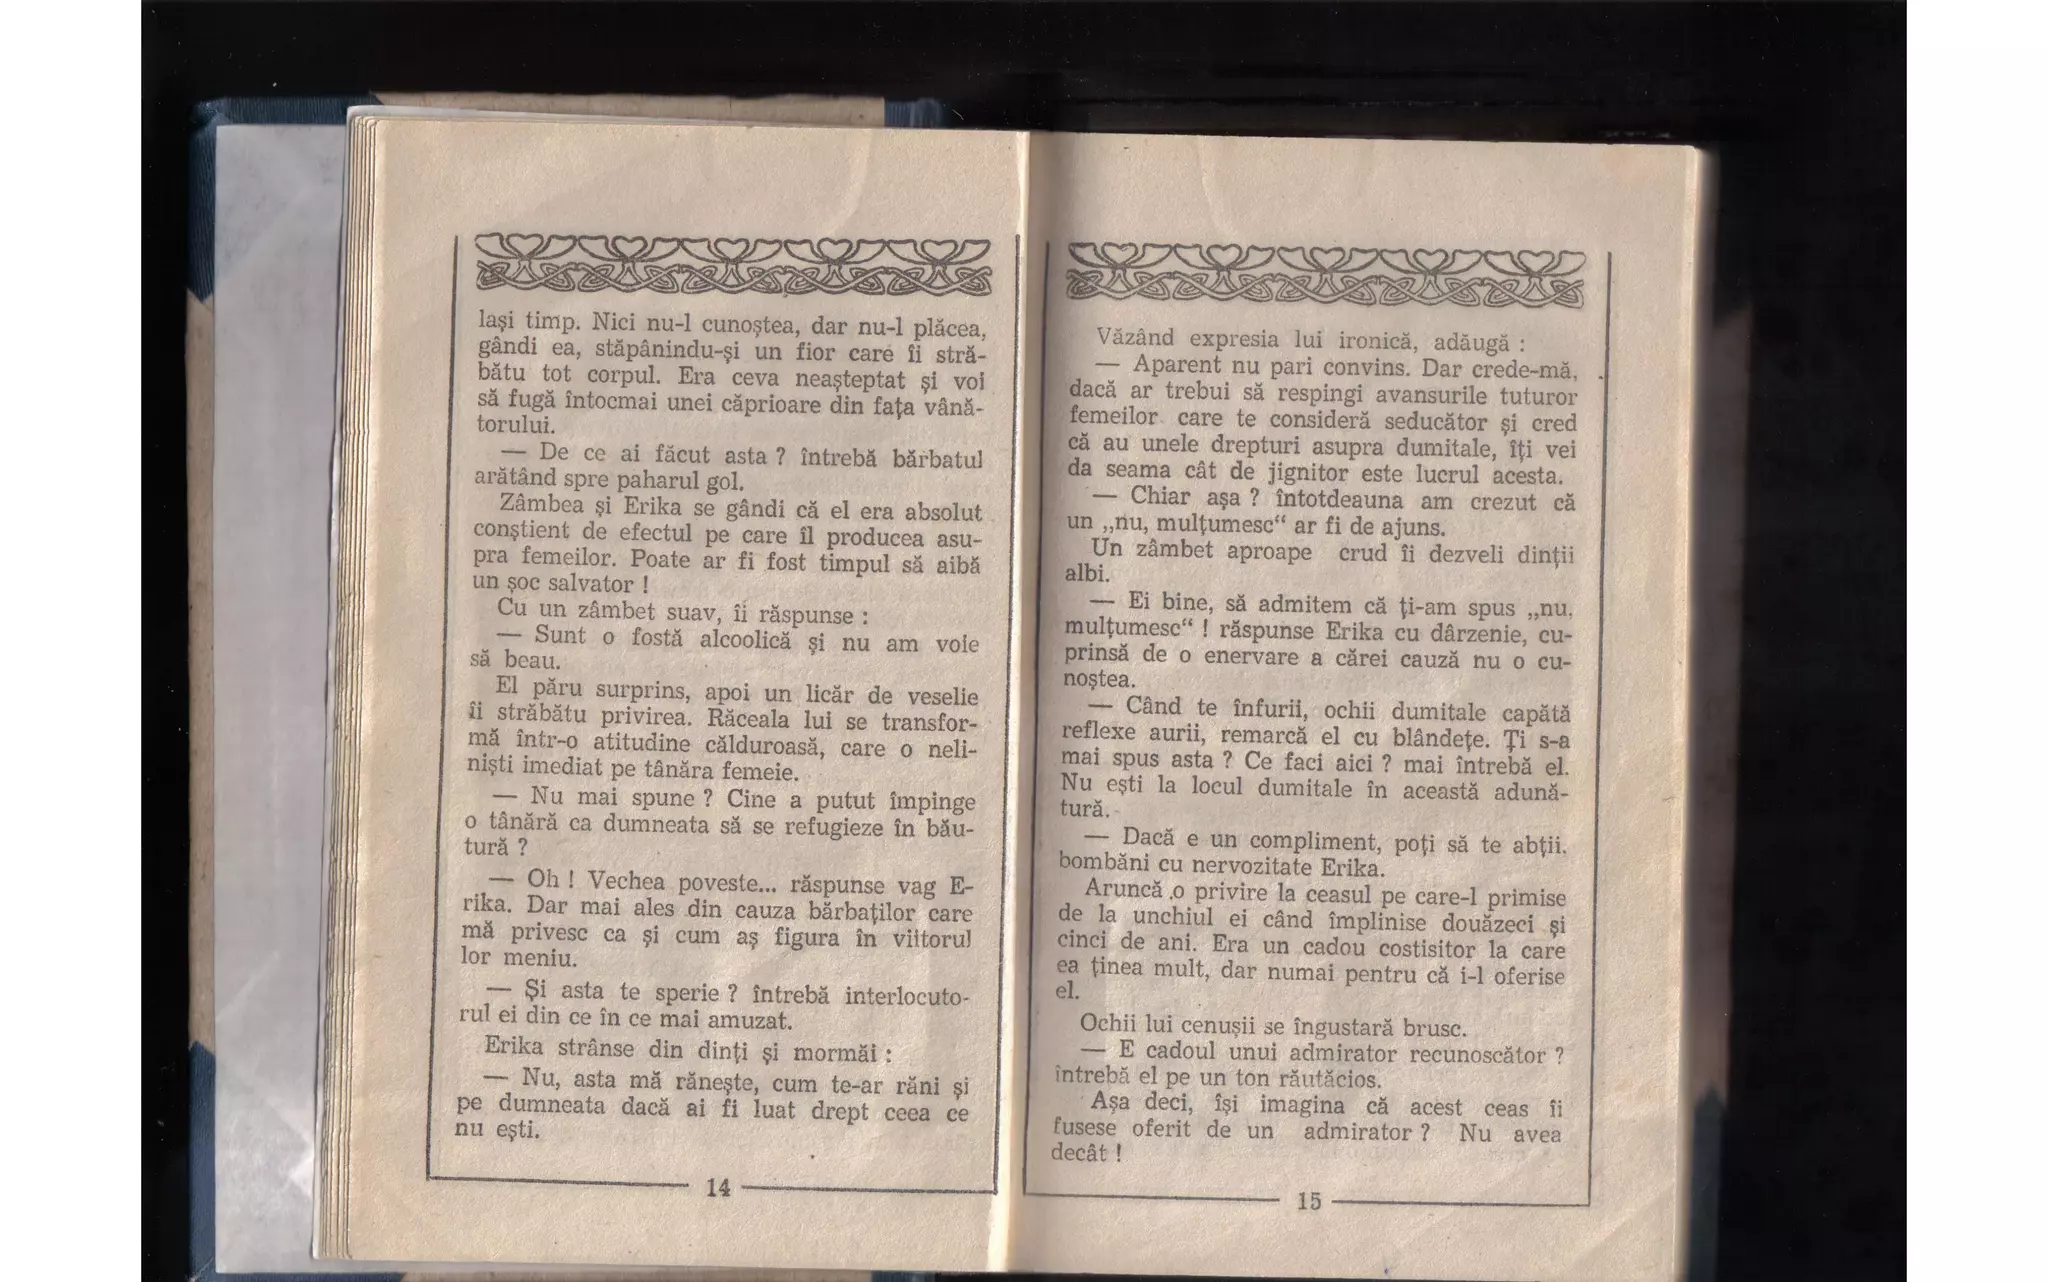 lași timp. Nici nu-l cunoștea, dar nu-l plăcea,
gândi ea, stăpânindu-și un fior care îi stră-
bătu tot corpul. Era ceva neașteptat și voi
să fugă întocmai unei căprioare din fața vână-
torului.
— De ce ai făcut asta ? întrebă bărbatul
arătând spre paharul gol.
Zâmbea și Erika se gândi că el era absolut
conștient de efectul pe care îl producea asu-
pra femeilor. Poate ar fi fost timpul să aibă
un șoc salvator !
Cu un zâmbet suav, îi răspunse :
— Sunt o fostă alcoolică și nu am voie
să beau.
El păru surprins, apoi un licăr de veselie
îi străbătu privirea. Răceala lui se transfor-
mă într-o atitudine călduroasă, care o neli-
niști imediat pe tânăra femeie.
— Nu mai spune ? Cine a putut împinge
o tânără ca dumneata să se refugieze în bău-
tură ?
— Oh ! Vechea poveste... răspunse vag E-
rika. Dar mai ales din cauza bărbaților care
mă privesc ca și cum aș figura în viitorul
lor meniu.
— Și asta te sperie ? întrebă interlocuto-
rul ei din ce în ce mai amuzat.
Erika strânse din dinți și mormăi :
— Nu, asta mă rănește, cum te-ar răni și
pe dumneata dacă ai fi luat drept ceea ce
nu ești.
14
Văzând expresia lui ironică, adăugă :
— Aparent nu pari convins. Dar crede-mă,
dacă ar trebui să respingi avansurile tuturor
femeilor care te consideră seducător și cred
că au unele drepturi asupra dumitale, îți vei
da seama cât de jignitor este lucrul acesta.
— Chiar așa ? întotdeauna am crezut că
un „nu, mulțumesc“ ar fi de ajuns.
Un zâmbet aproape crud îi dezveli dinții
albi.
— Ei bine, să admitem că ți-am spus „nu,
mulțumesc“ ! răspunse Erika cu dârzenie, cu-
prinsă de o enervare a cărei cauză nu o cu-
noștea.
— Când te înfurii, ochii dumitale capătă
reflexe aurii, remarcă el cu blândețe. Ți s-a
mai spus asta ? Ce faci aici ? mai întrebă el.
Nu ești la locul dumitale în această adună-
tură.
— Dacă e un compliment, poți să te abții,
bombăni cu nervozitate Erika.
Aruncă o privire la ceasul pe care-l primise
de la unchiul ei când împlinise douăzeci și
cinci de ani. Era un cadou costisitor la care
ea ținea mult, dar numai pentru că i-l oferise
el.
Ochii lui cenușii se îngustară brusc.
— E cadoul unui admirator recunoscător ?
întrebă el pe un ton răutăcios.
Așa deci, își imagina că acest ceas îi
fusese oferit de un admirator ? Nu avea
decât !
15